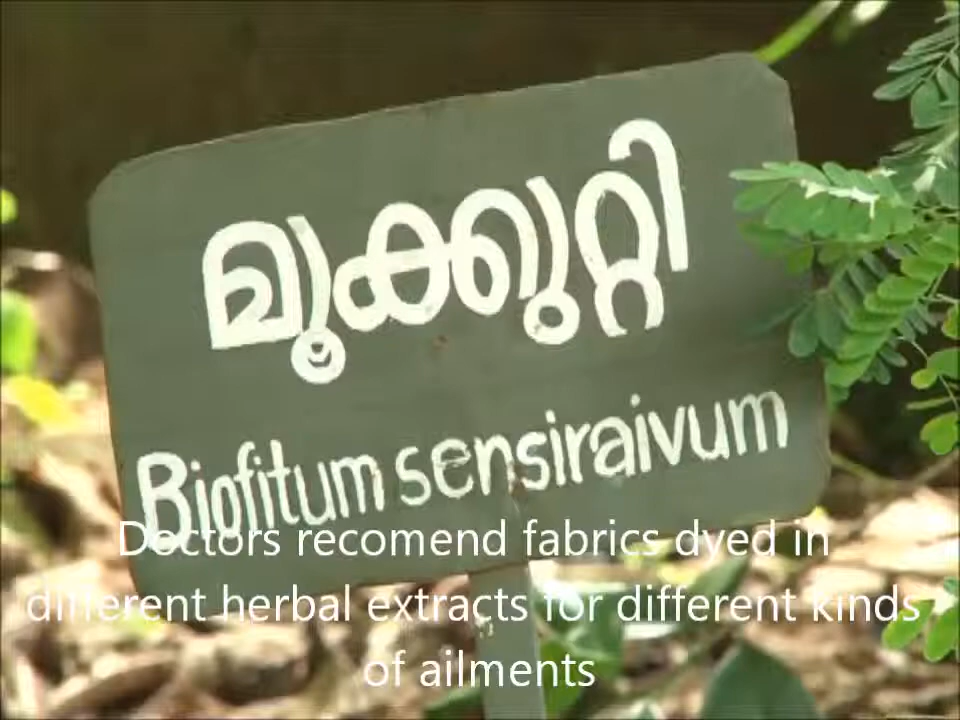 മൂക്കുറ്റി
Biofitum sensiraivum
Doctors recomend fabrics dyed in
different herbal extracts for different kinds
of ailments